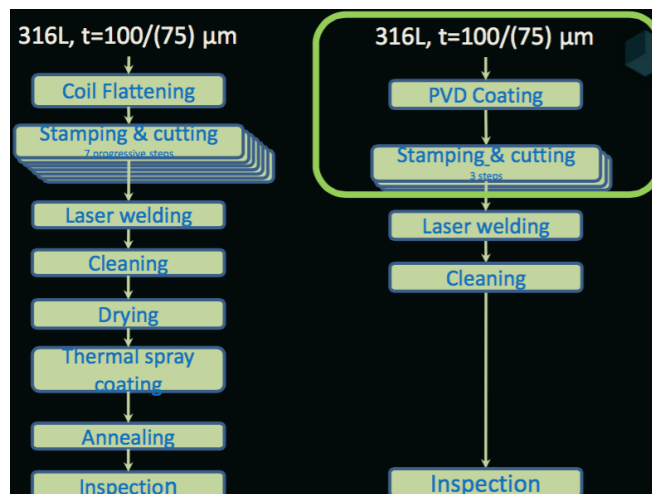 316L, t=100/(75) μm
Coil Flattening
Stamping & cutting
7 progressive steps
Laser welding
Cleaning
Drying
Thermal spray
coating
Annealing
Inspection
316L, t=100/(75) μm
PVD Coating
Stamping & cutting
3 steps
Laser welding
Cleaning
Inspection